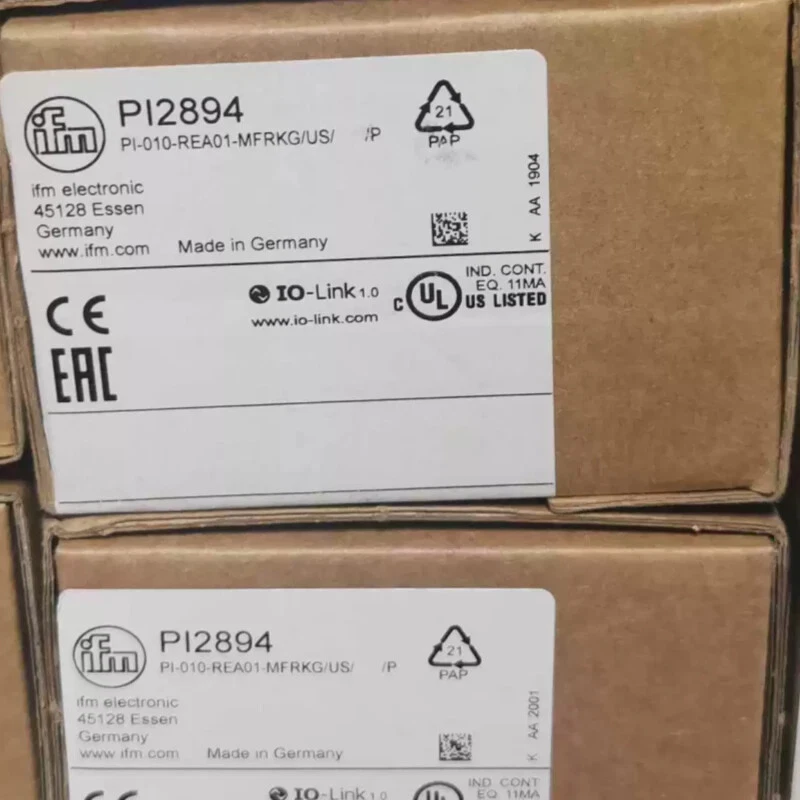 ifm
PI2894
PI-010-REA01-MFRKG/US/ /P
21
PAP
ifm electronic
45128 Essen
Germany
www.ifm.com Made in Germany
K AA 1904
CE
EAC
IO-Link 1.0
www.io-link.com
C UL US LISTED
IND. CONT.
EQ. 11MA
ifm
PI2894
PI-010-REA01-MFRKG/US/ /P
21
PAP
ifm electronic
45128 Essen
Germany
www.ifm.com Made in Germany
K AA 2001
CE
IO-Link 1.0
UL
IND. CONT.
EQ. 11MA